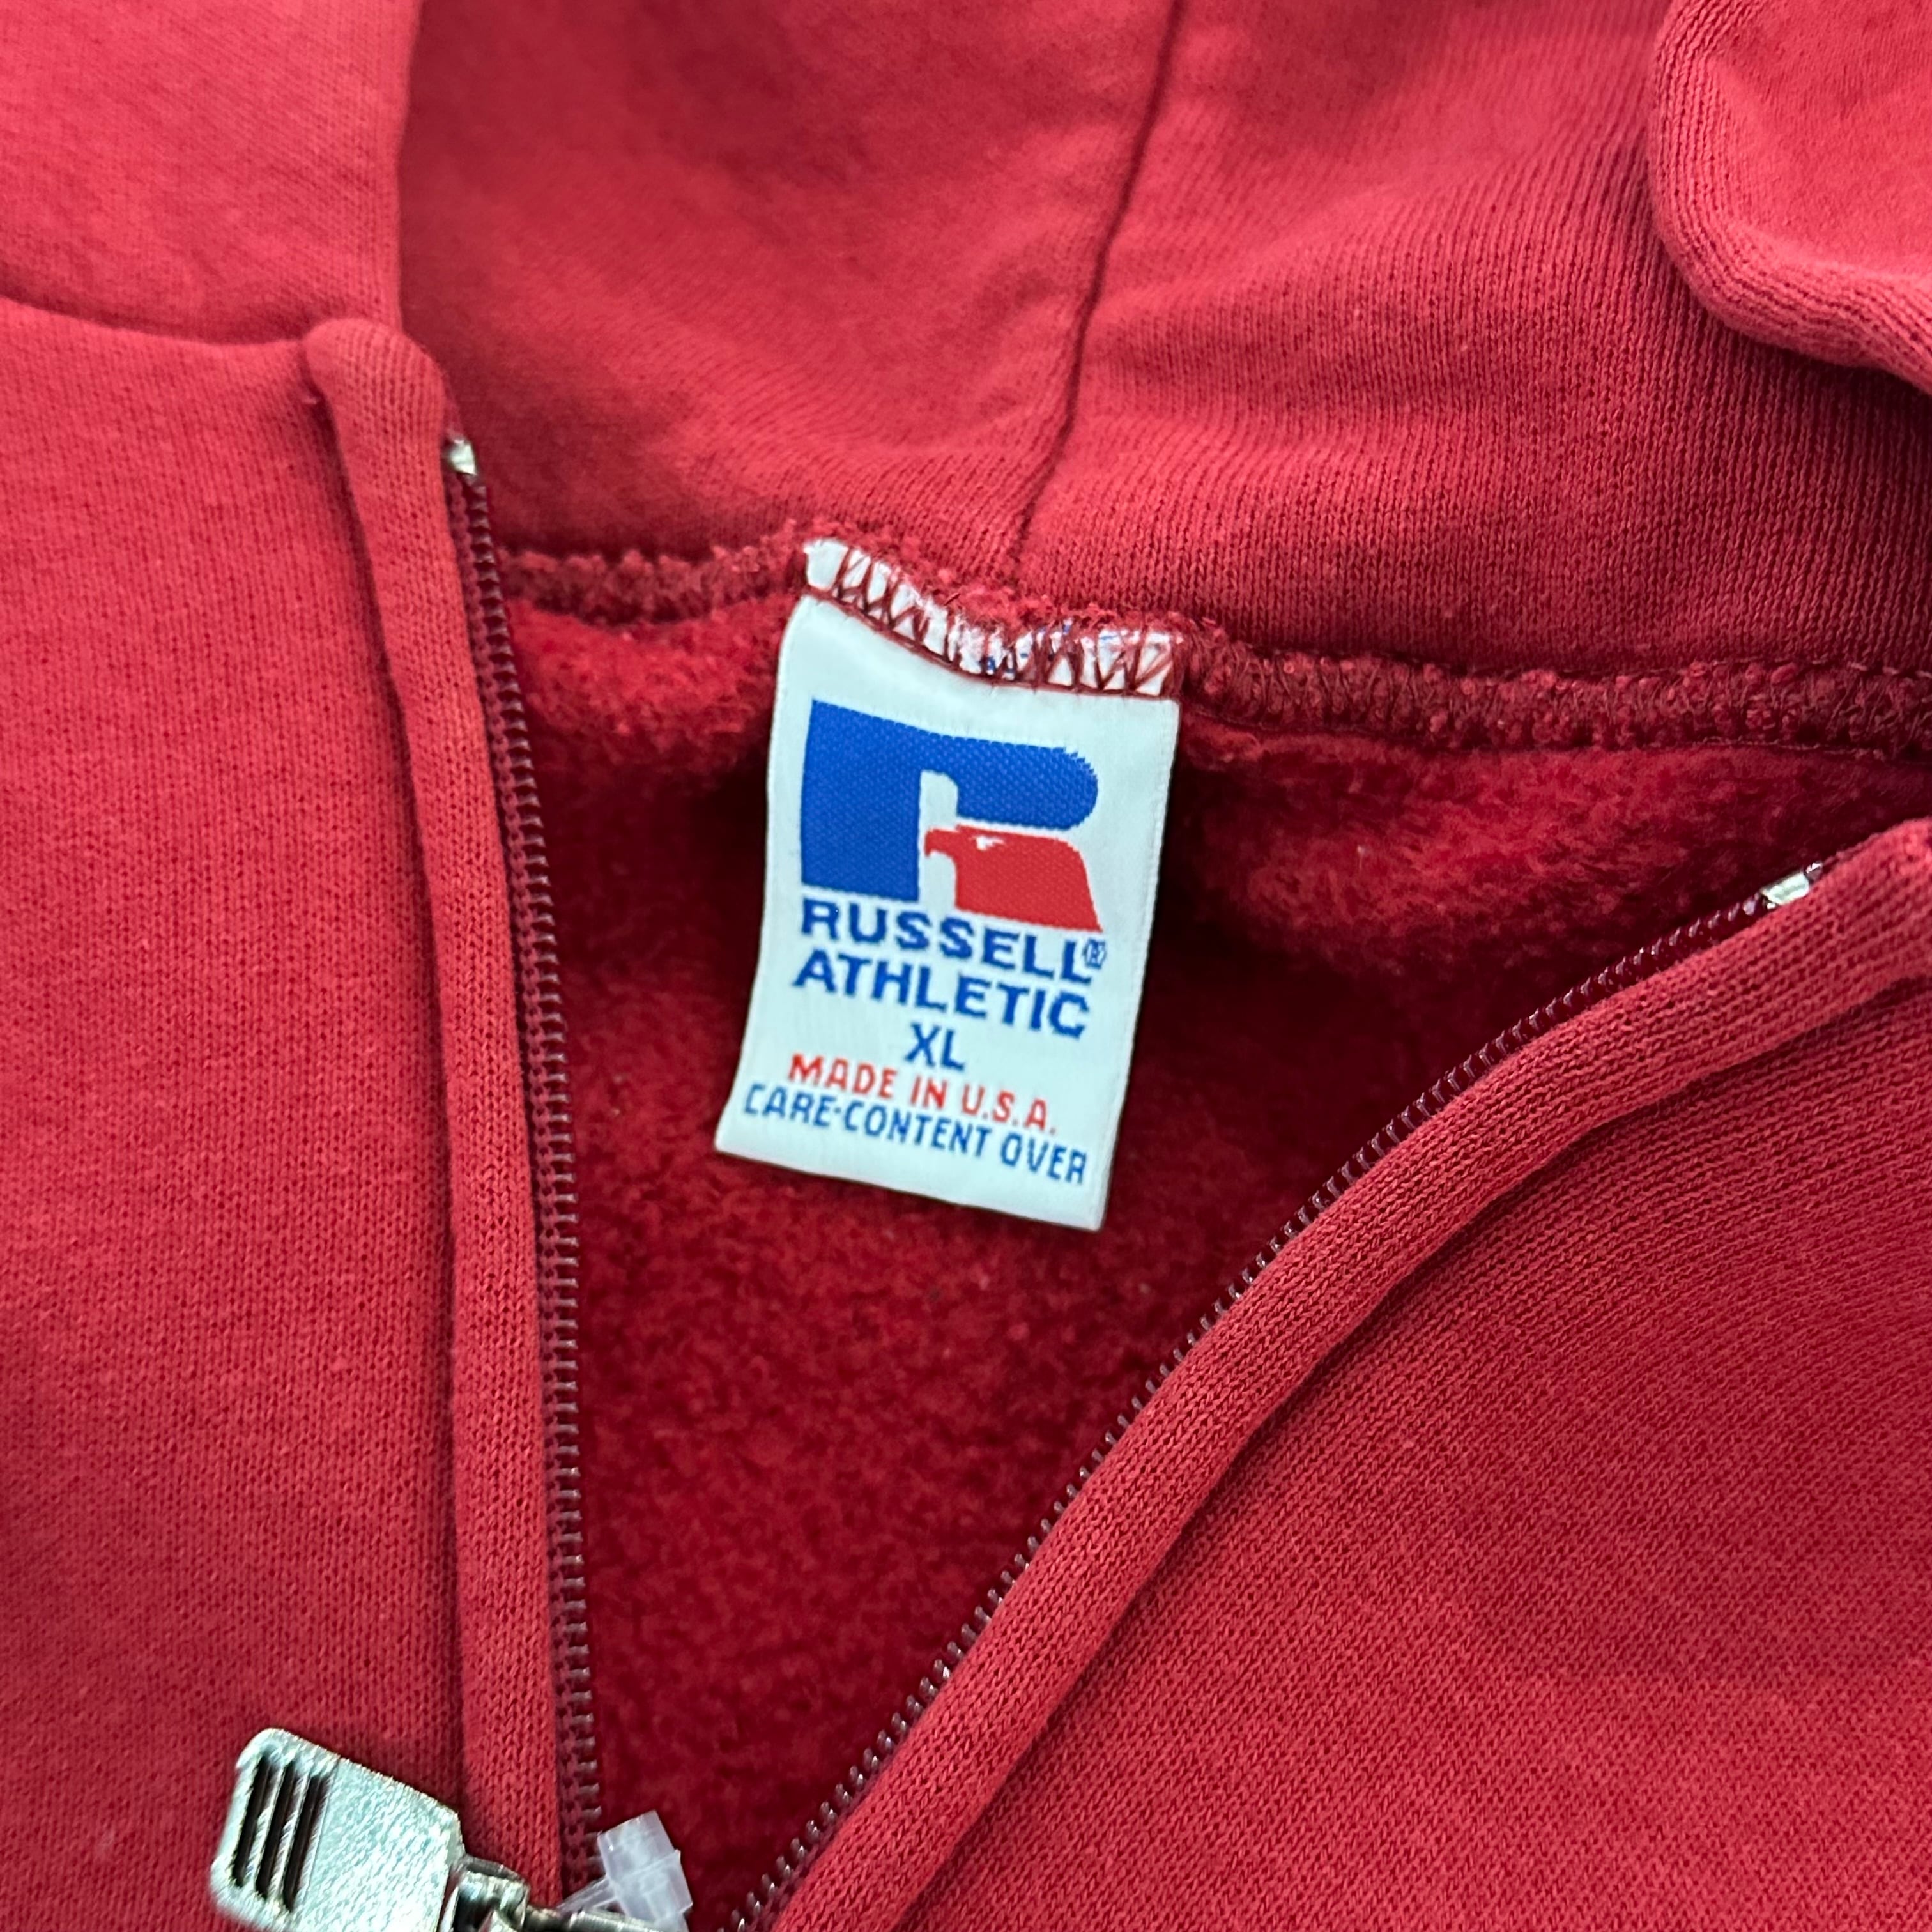 RUSSELL®
ATHLETIC
XL
MADE IN U.S.A.
CARE-CONTENT OVER